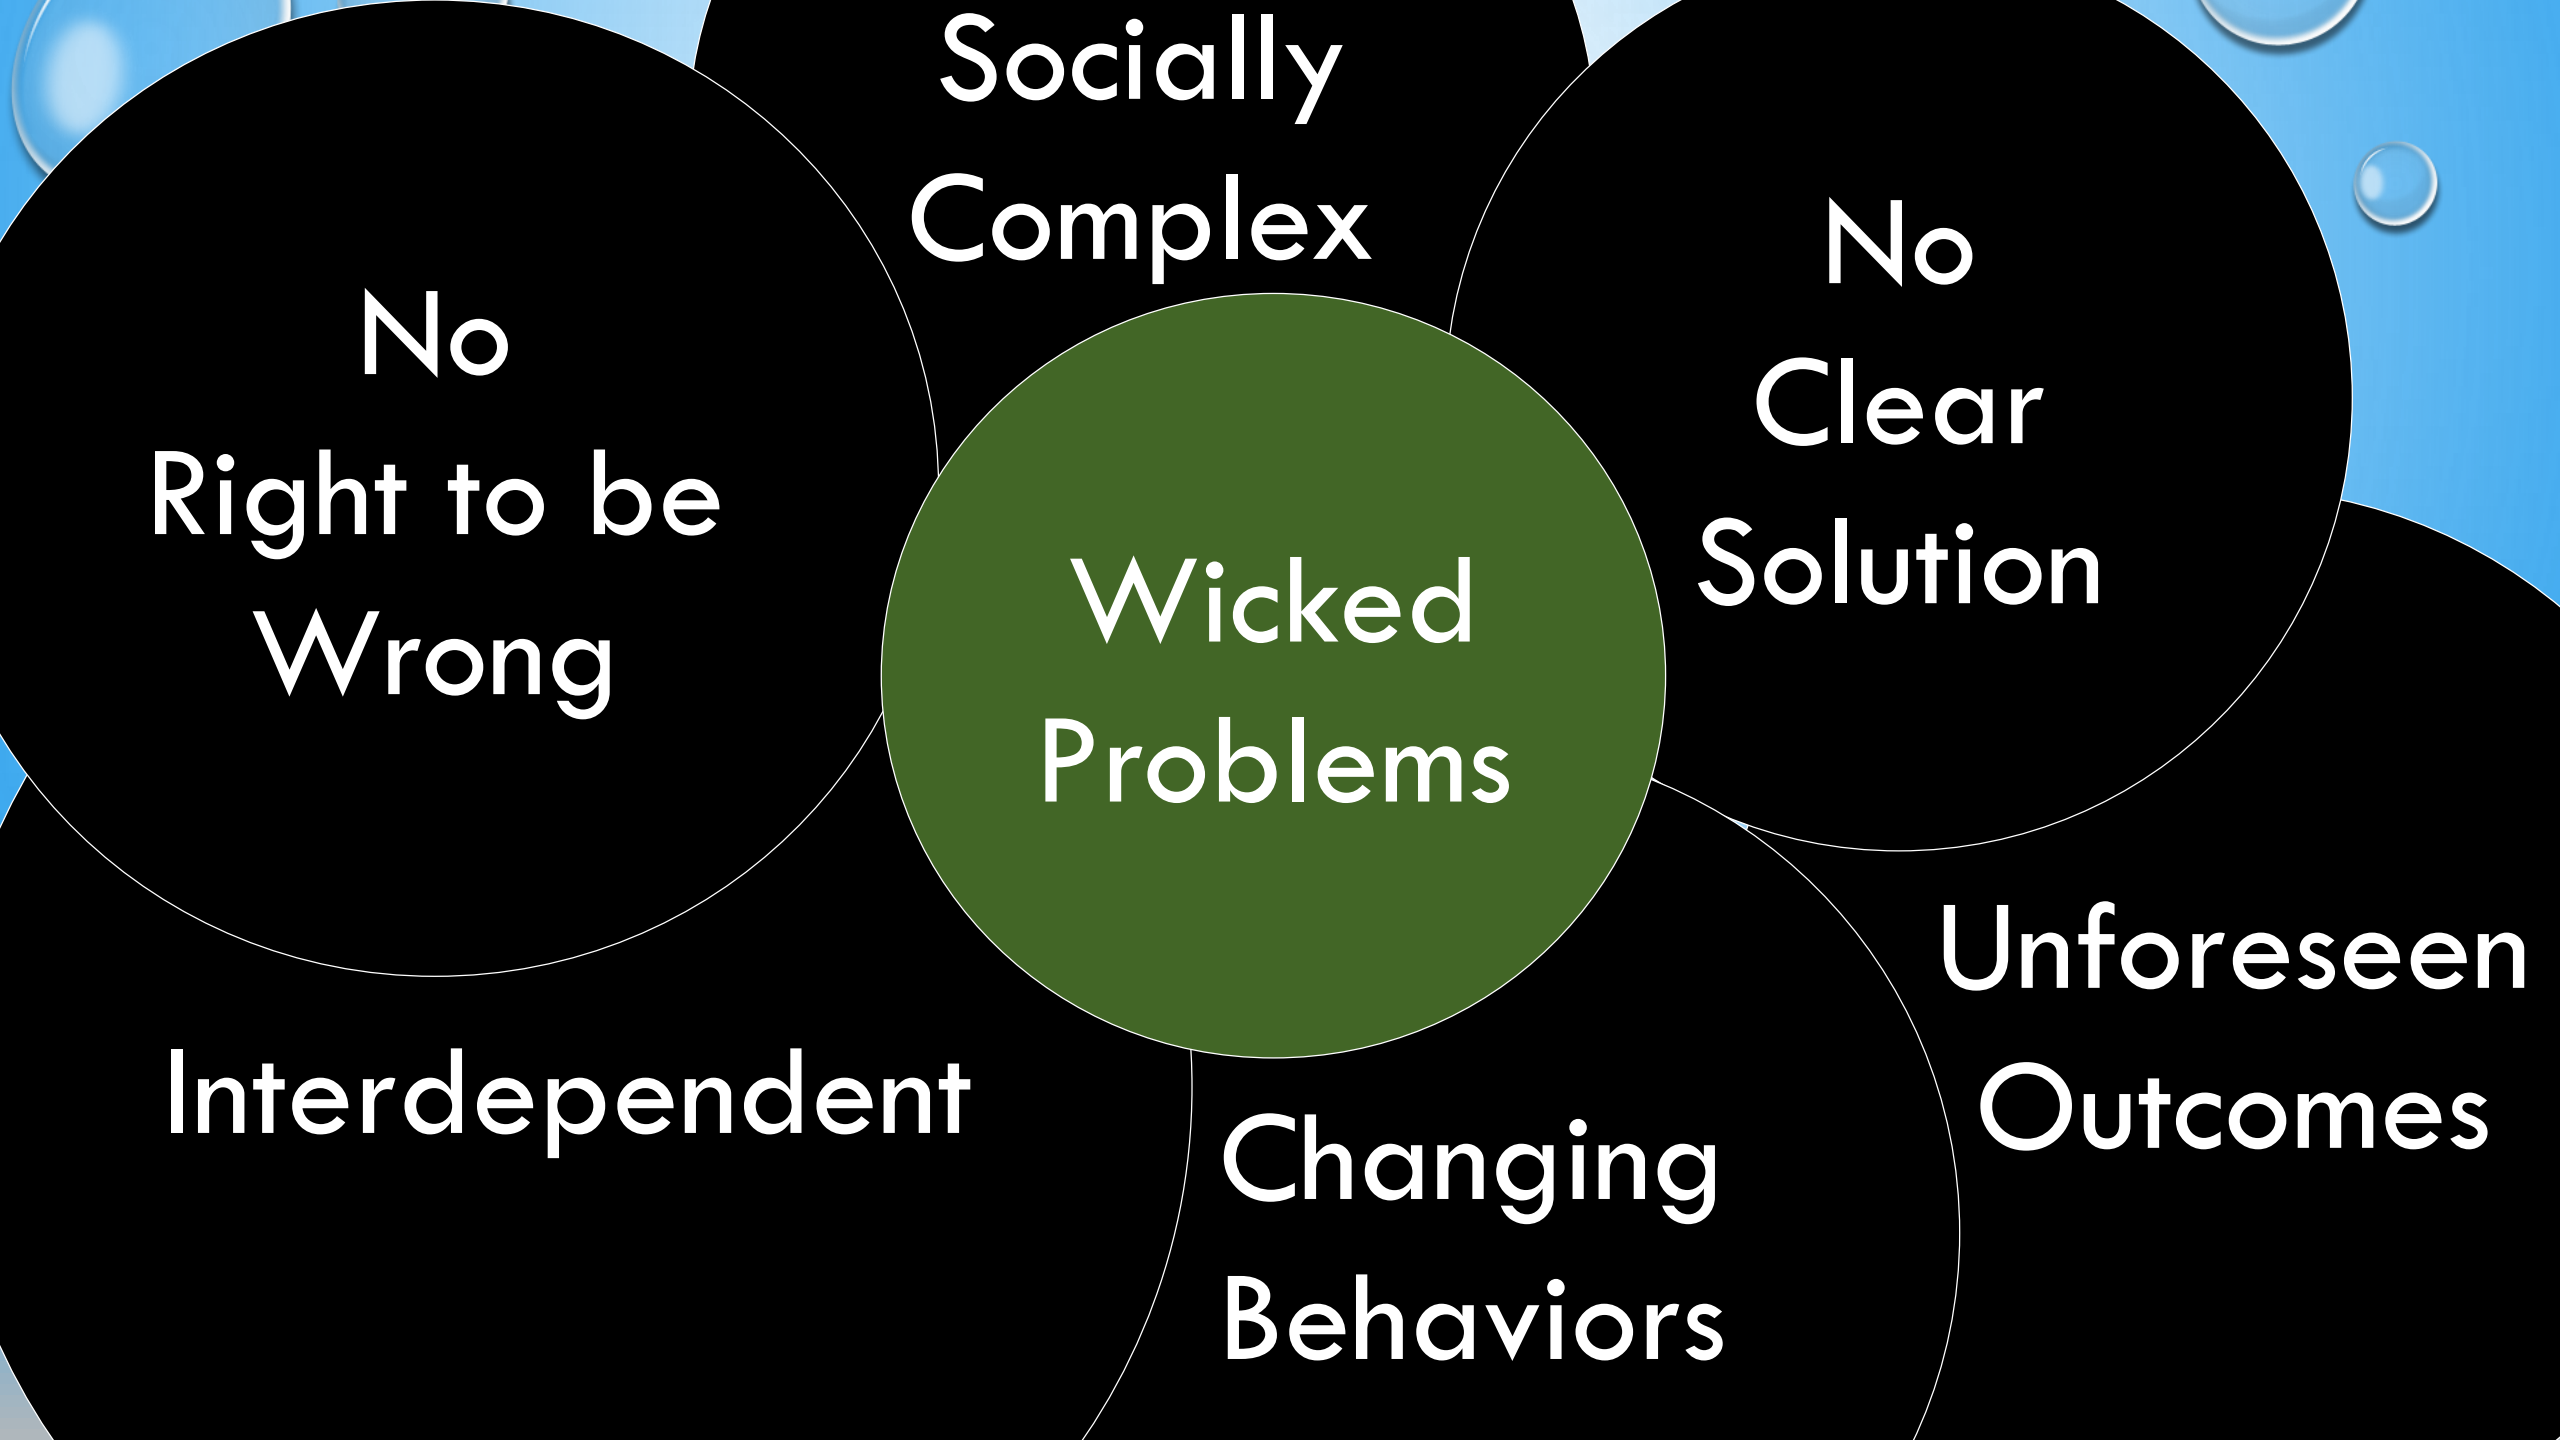 Socially
Complex
No
Right to be
Wrong
No
Clear
Solution
Wicked
Problems
Interdependent
Changing
Behaviors
Unforeseen
Outcomes